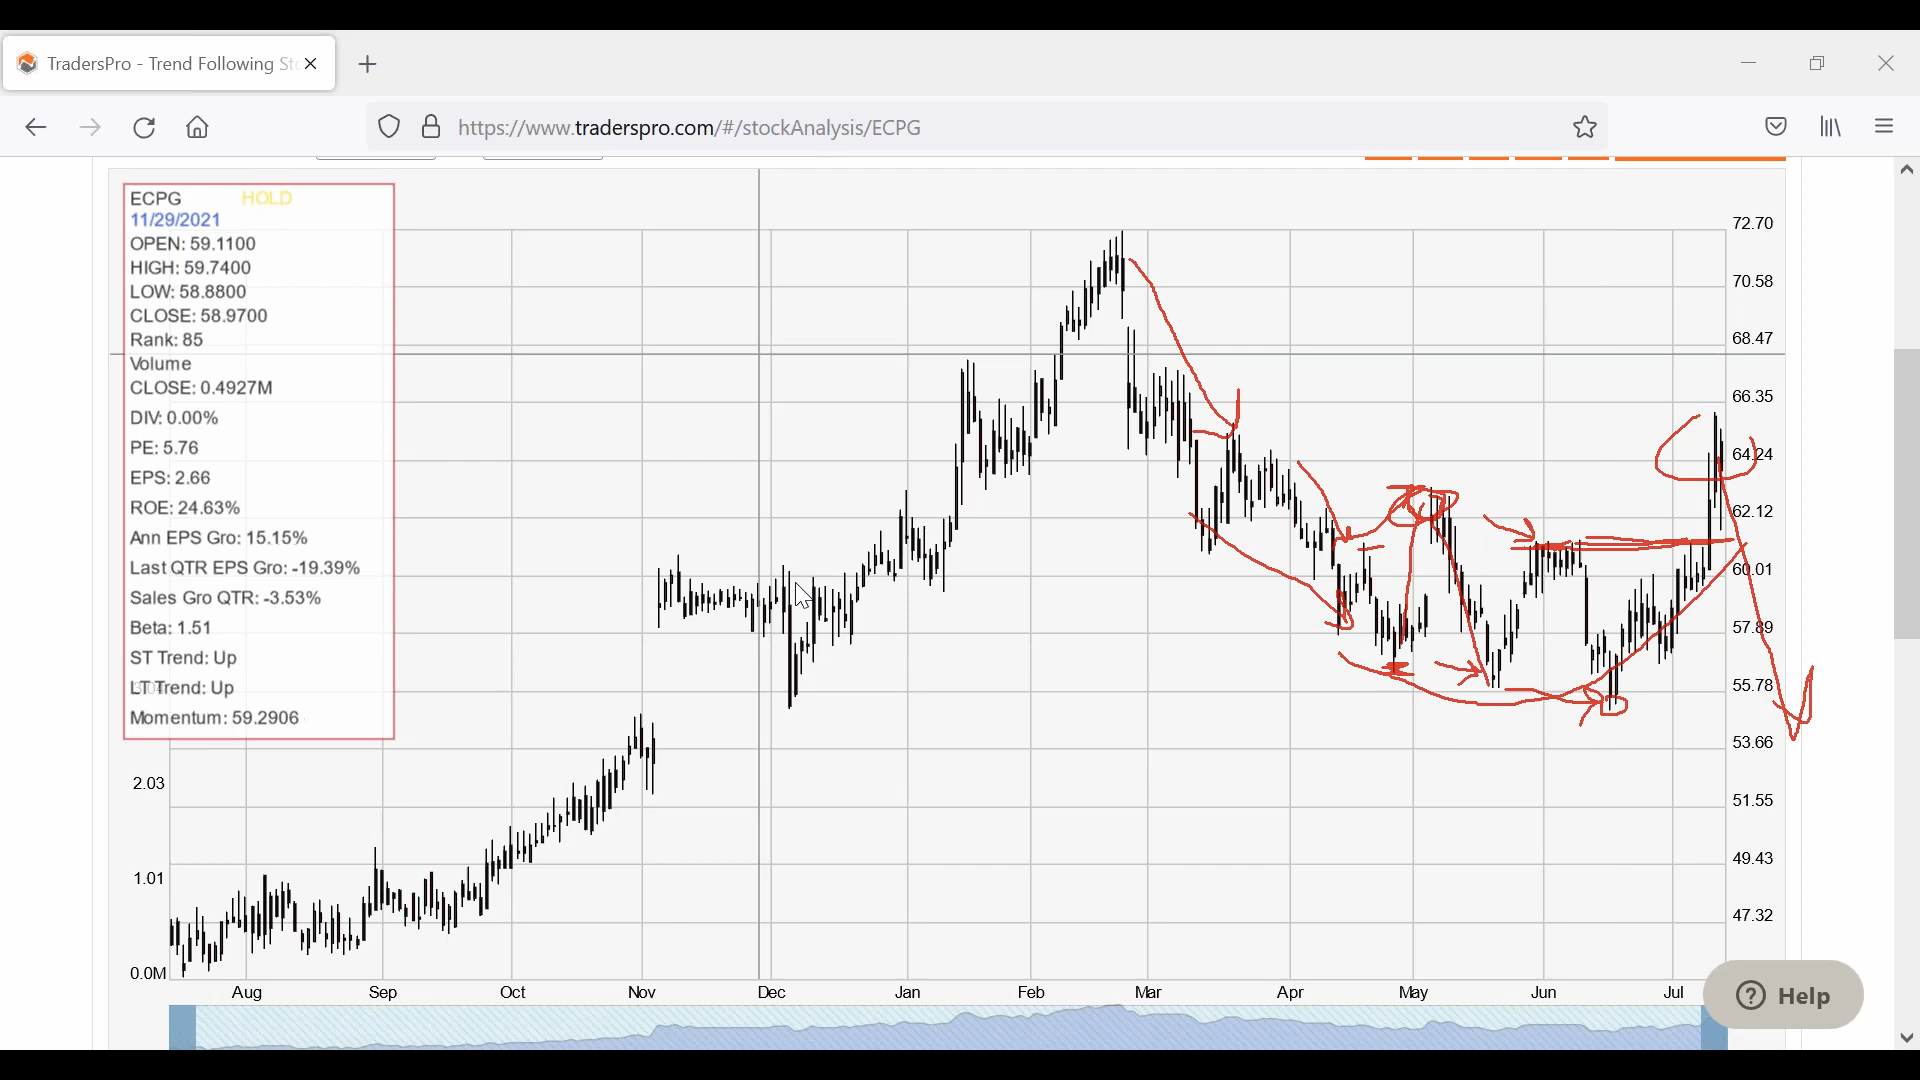 TradersPro - Trend Following Sto
https://www.traderspro.com/#/stockAnalysis/ECPG
ECPG HOLD
11/29/2021
OPEN: 59.1100
HIGH: 59.7400
LOW: 58.8800
CLOSE: 58.9700
Rank: 85
Volume
CLOSE: 0.4927M
DIV: 0.00%
PE: 5.76
EPS: 2.66
ROE: 24.63%
Ann EPS Gro: 15.15%
Last QTR EPS Gro: -19.39%
Sales Gro QTR: -3.53%
Beta: 1.51
ST Trend: Up
LT Trend: Up
Momentum: 59.2906
72.70
70.58
68.47
66.35
64.24
62.12
60.01
57.89
55.78
53.66
51.55
49.43
47.32
2.03
1.01
0.0M
Aug Sep Oct Nov Dec Jan Feb Mar Apr May Jun Jul
Help